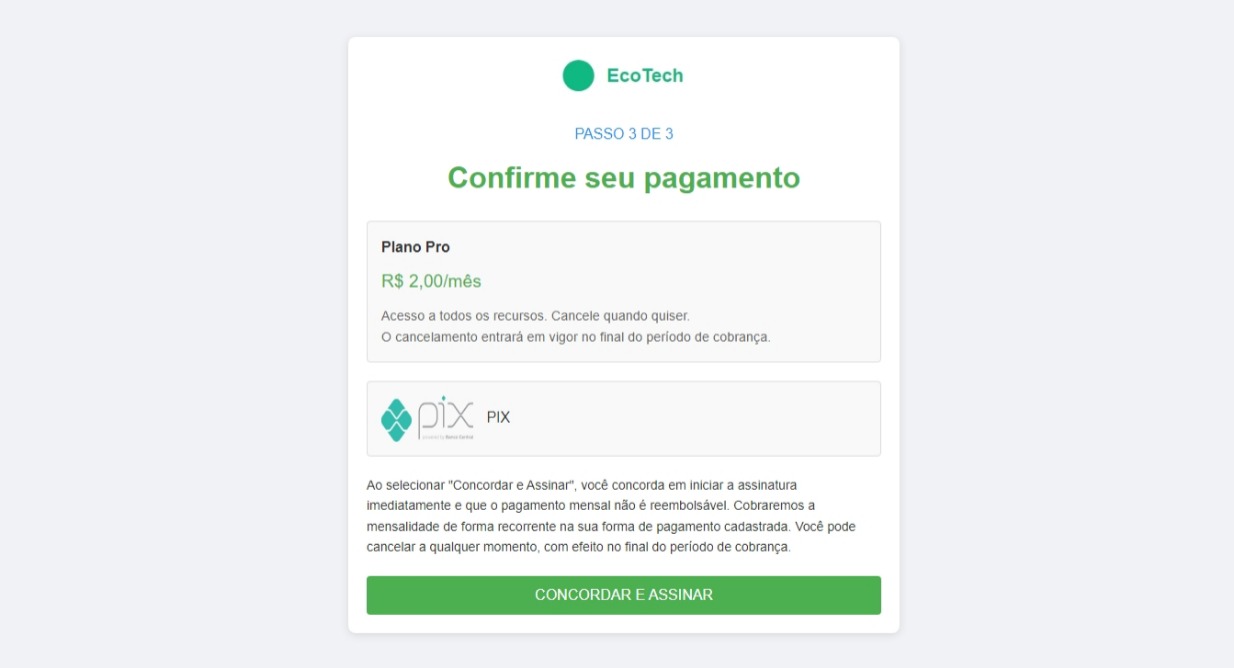 EcoTech
PASSO 3 DE 3
Confirme seu pagamento
Plano Pro
R$ 2,00/mês
Acesso a todos os recursos. Cancele quando quiser.
O cancelamento entrará em vigor no final do período de cobrança.
pix
powered by Banco Central
PIX
Ao selecionar "Concordar e Assinar", você concorda em iniciar a assinatura
imediatamente e que o pagamento mensal não é reembolsável. Cobraremos a
mensalidade de forma recorrente na sua forma de pagamento cadastrada. Você pode
cancelar a qualquer momento, com efeito no final do período de cobrança.
CONCORDAR E ASSINAR